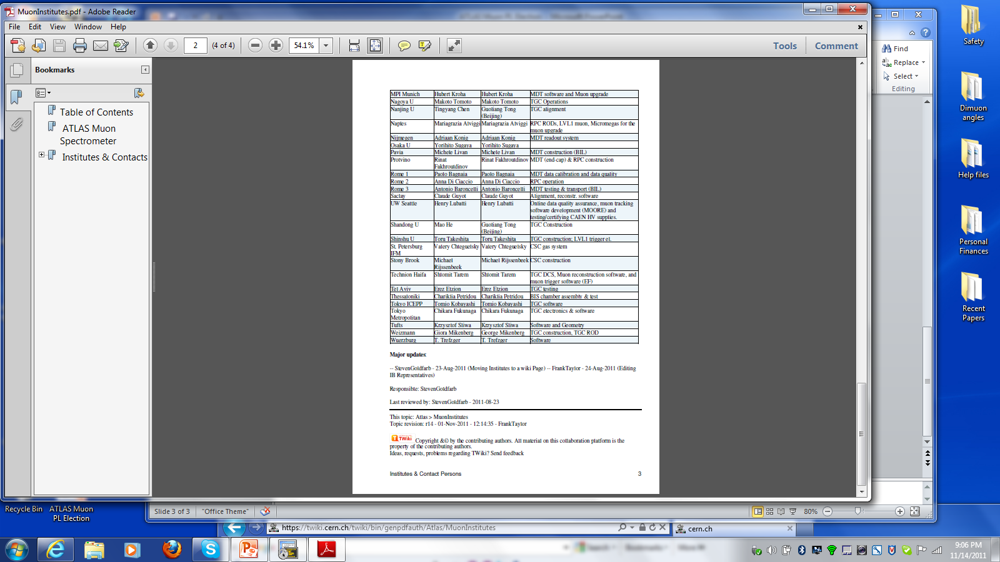 MuonInstitutes.pdf - Adobe Reader
File Edit View Window Help
2 (4 of 4) 54.1% Tools Comment
Bookmarks
Table of Contents
ATLAS Muon
Spectrometer
Institutes & Contacts
MPI Munich Hubert Kroha Hubert Kroha MDT software and Muon upgrade
Nagoya U Makoto Tomoto Makoto Tomoto TGC Operations
Nanjing U Tingyang Chen Guoliang Tong TGC alignment
(Beijing)
Naples Mariagrazia Alviggi Mariagrazia Alviggi RPC RODs, LVL1 muon, Micromegas for the
muon upgrade
Nijmegen Adriaan Konig Adriaan Konig MDT readout system
Osaka U Yorihito Sugaya Yorihito Sugaya
Pavia Michele Livan Michele Livan MDT construction (BIL)
Protvino Rinat Rinat Fakhroutdinov MDT (end-cap) & RPC construction
Fakhroutdinov
Rome 1 Paolo Bagnaia Paolo Bagnaia MDT data calibration and data quality
Rome 2 Anna Di Ciaccio Anna Di Ciaccio RPC operation
Rome 3 Antonio Baroncelli Antonio Baroncelli MDT testing & transport (BIL)
Saclay Claude Guyot Claude Guyot Alignment, reconstr. software
UW Seattle Henry Lubatti Henry Lubatti Online data quality assurance, muon tracking
software development (MOORE) and
testing/certifying CAEN HV supplies.
Shandong U Mao He Guoliang Tong TGC Construction
(Beijing)
Shinshu U Toru Takeshita Toru Takeshita TGC construction; LVL1 trigger el.
St. Petersburg Valery Chteguelsky Valery Chteguelsky CSC gas system
IFM
Stony Brook Michael Michael Rijssenbeek CSC construction
Rijssenbeek
Technion Haifa Shlomit Tarem Shlomit Tarem TGC DCS, Muon reconstruction software, and
muon trigger software (EF)
Tel Aviv Erez Etzion Erez Etzion TGC testing
Thessaloniki Chariklia Petridou Chariklia Petridou BIS chamber assembly & test
Tokyo ICEPP Tomio Kobayashi Tomio Kobayashi TGC software
Tokyo Chikara Fukunaga Chikara Fukunaga TGC electronics & software
Metropolitan
Tufts Krzysztof Sliwa Krzysztof Sliwa Software and Geometry
Weizmann Giora Mikenberg George Mikenberg TGC construction, TGC ROD
Wuerzburg T. Trefzger T. Trefzger Software
Major updates:
-- StevenGoldfarb - 23-Aug-2011 (Moving Institutes to a wiki Page) -- FrankTaylor - 24-Aug-2011 (Editing
IB Representatives)
Responsible: StevenGoldfarb
Last reviewed by: StevenGoldfarb - 2011-08-23
This topic: Atlas > MuonInstitutes
Topic revision: r14 - 01-Nov-2011 - 12:14:35 - FrankTaylor
TWiki Copyright &© by the contributing authors. All material on this collaboration platform is the
property of the contributing authors.
Ideas, requests, problems regarding TWiki? Send feedback
Institutes & Contact Persons 3
Find
Replace
Select
Editing
Safety
Dimuon
angles
Help files
Personal
Finances
Recent
Papers
Recycle Bin
ATLAS Muon
PL Election
Slide 3 of 3 "Office Theme" 80%
https://twiki.cern.ch/twiki/bin/genpdfauth/Atlas/MuonInstitutes cern.ch
9:06 PM
11/14/2011